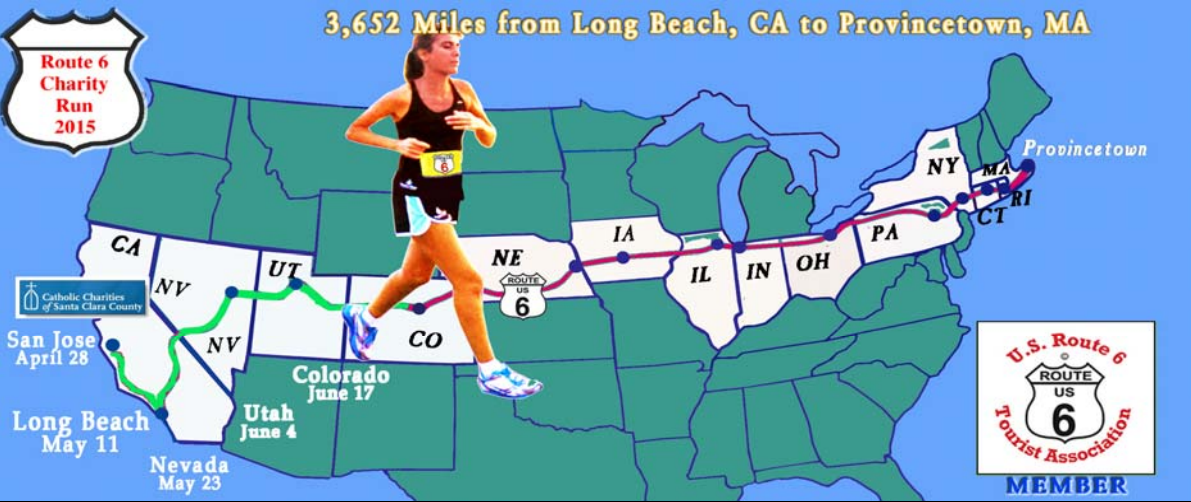 3,652 Miles from Long Beach, CA to Provincetown, MA
Route 6
Charity
Run
2015
6
Provincetown
NY
MA
RI
CT
PA
CA
NV
UT
NE
IA
IL
IN
OH
ROUTE
US
6
CO
NV
Catholic Charities
of Santa Clara County
San Jose
April 28
Long Beach
May 11
Nevada
May 23
Utah
June 4
Colorado
June 17
U.S. Route 6
©
ROUTE
US
6
Tourist Association
MEMBER